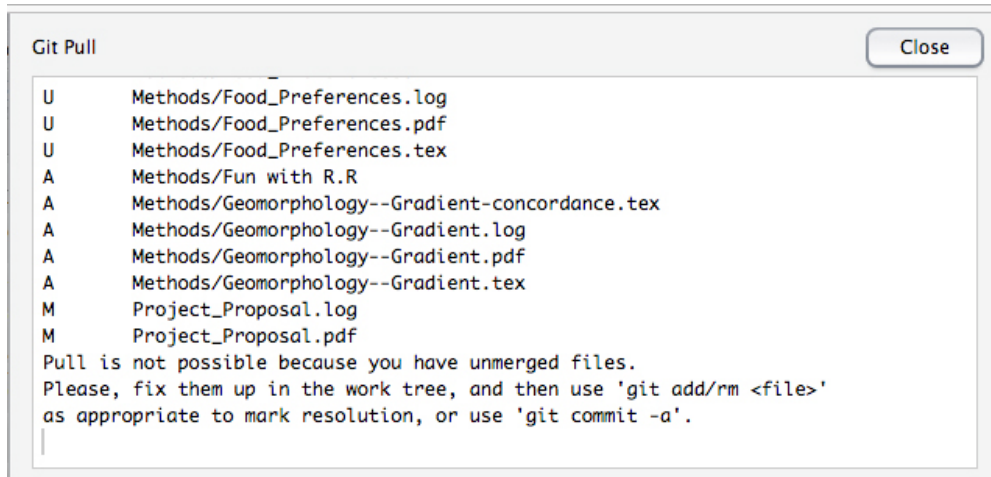 Git Pull
Close
U Methods/Food_Preferences.log
U Methods/Food_Preferences.pdf
U Methods/Food_Preferences.tex
A Methods/Fun with R.R
A Methods/Geomorphology--Gradient-concordance.tex
A Methods/Geomorphology--Gradient.log
A Methods/Geomorphology--Gradient.pdf
A Methods/Geomorphology--Gradient.tex
M Project_Proposal.log
M Project_Proposal.pdf
Pull is not possible because you have unmerged files.
Please, fix them up in the work tree, and then use 'git add/rm <file>'
as appropriate to mark resolution, or use 'git commit -a'.